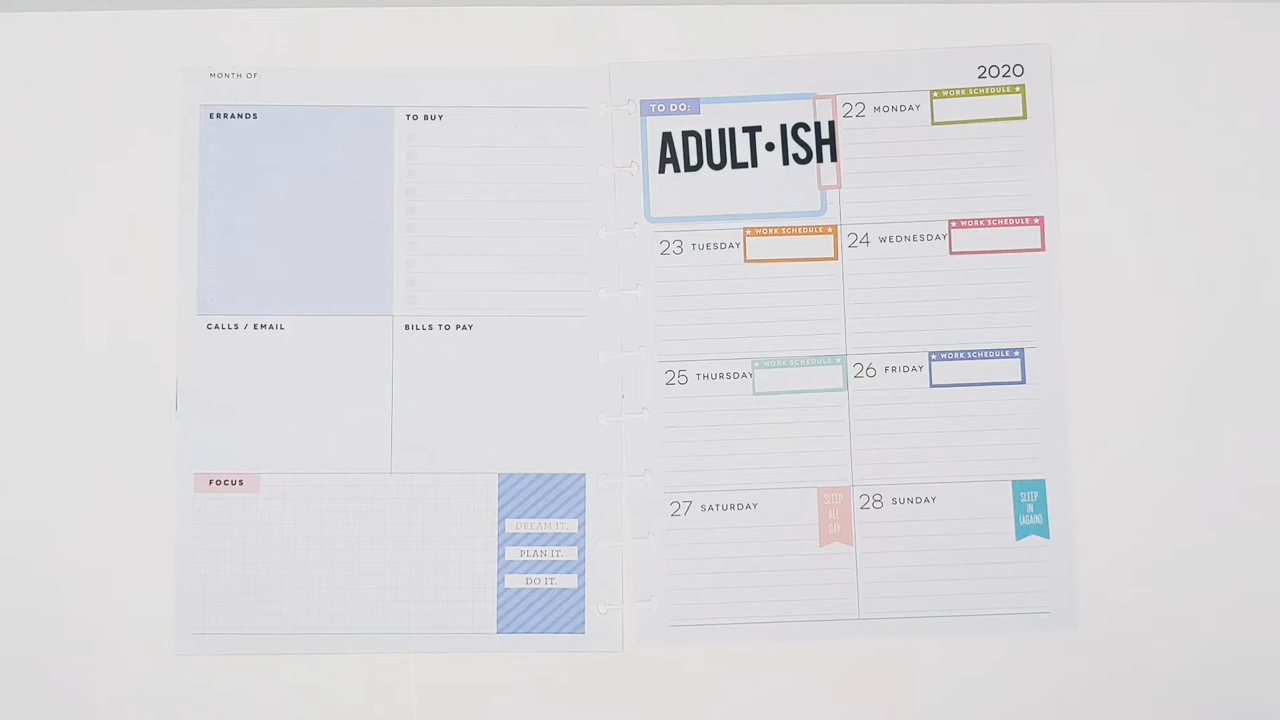 MONTH OF:
ERRANDS
TO BUY
CALLS / EMAIL
BILLS TO PAY
FOCUS
DREAM IT.
PLAN IT.
DO IT.
2020
TO DO:
ADULT•ISH
22 MONDAY
★ WORK SCHEDULE ★
23 TUESDAY
★ WORK SCHEDULE ★
24 WEDNESDAY
★ WORK SCHEDULE ★
25 THURSDAY
★ WORK SCHEDULE ★
26 FRIDAY
★ WORK SCHEDULE ★
27 SATURDAY
SLEEP
ALL
DAY
28 SUNDAY
SLEEP
IN
(AGAIN)